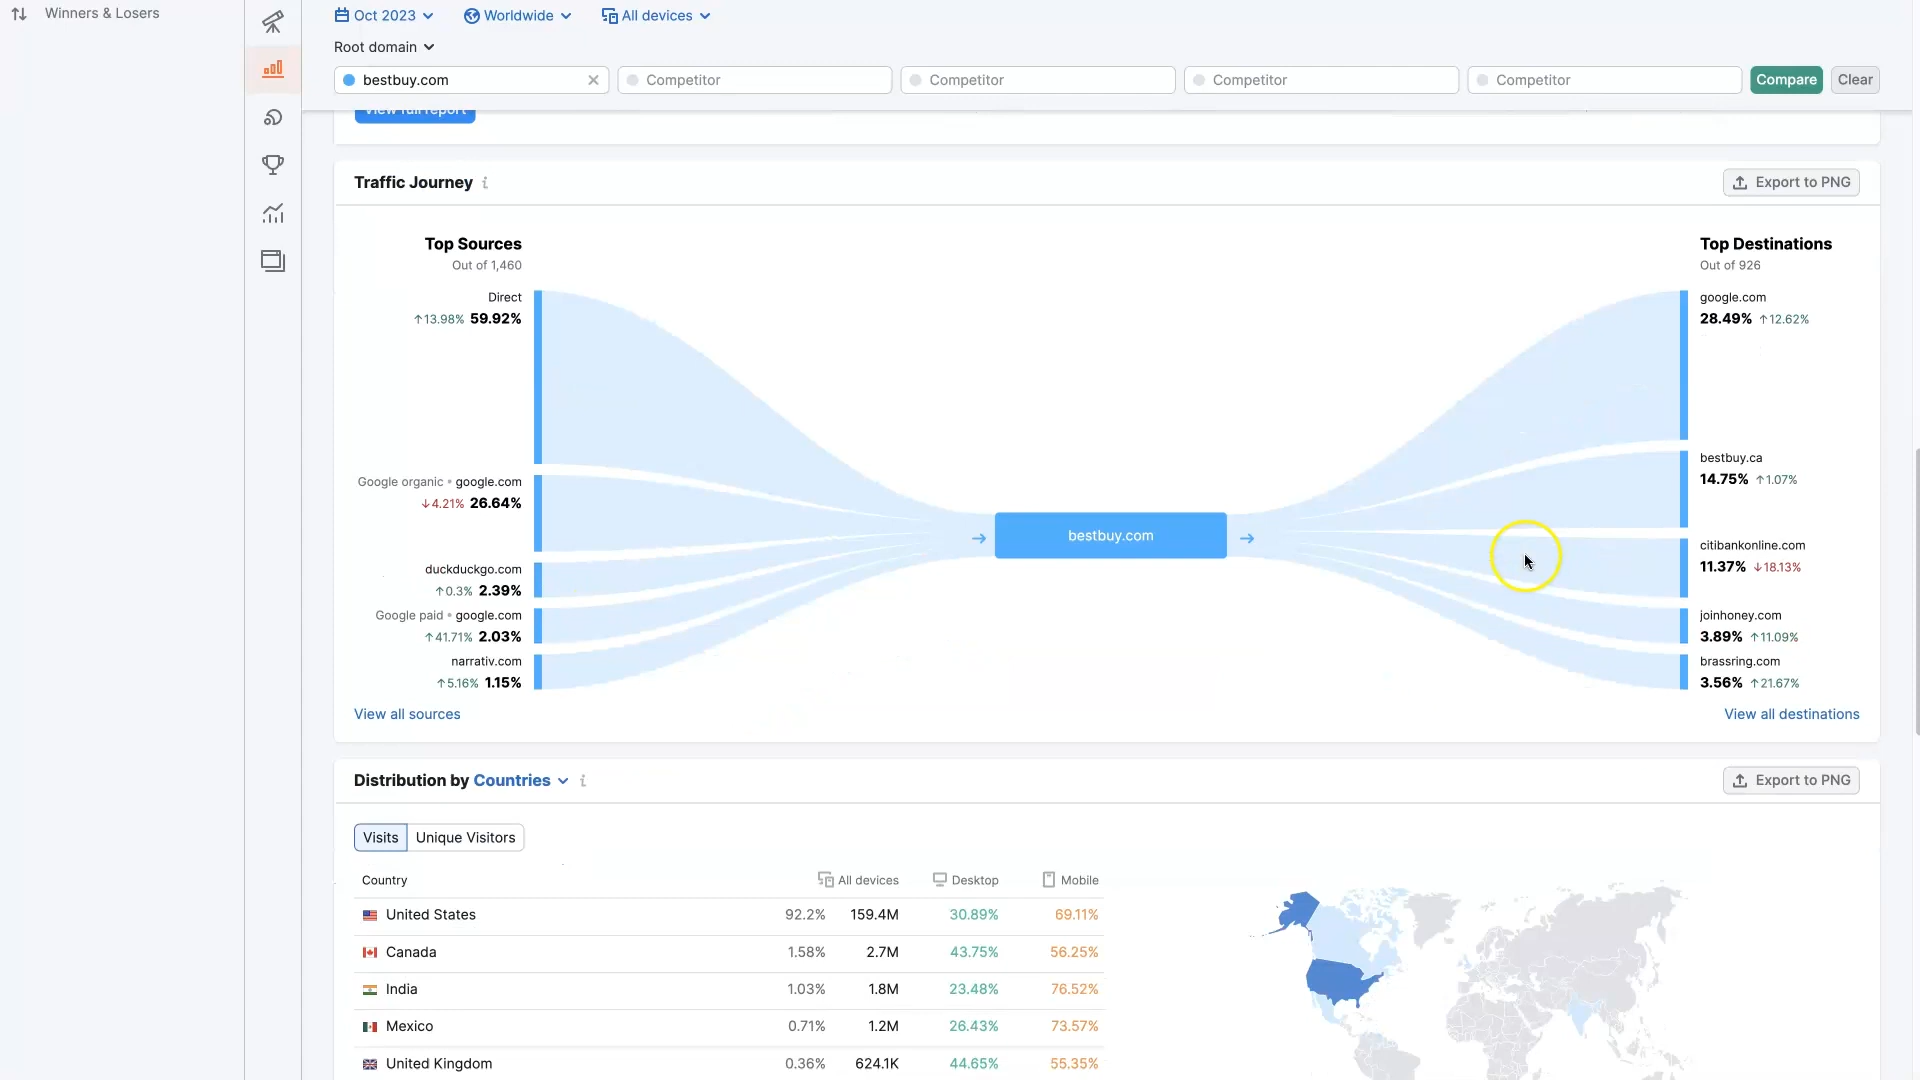 Winners & Losers
Oct 2023
Worldwide
All devices
Root domain
bestbuy.com
Competitor
Competitor
Competitor
Competitor
Compare
Clear
View full report
Traffic Journey
Export to PNG
Top Sources
Out of 1,460
Direct
↑13.98% 59.92%
Google organic • google.com
↓4.21% 26.64%
duckduckgo.com
↑0.3% 2.39%
Google paid • google.com
↑41.71% 2.03%
narrativ.com
↑5.16% 1.15%
View all sources
→ bestbuy.com →
Top Destinations
Out of 926
google.com
28.49% ↑12.62%
bestbuy.ca
14.75% ↑1.07%
citibankonline.com
11.37% ↓18.13%
joinhoney.com
3.89% ↑11.09%
brassring.com
3.56% ↑21.67%
View all destinations
Distribution by Countries
Export to PNG
Visits Unique Visitors
Country All devices Desktop Mobile
United States 92.2% 159.4M 30.89% 69.11%
Canada 1.58% 2.7M 43.75% 56.25%
India 1.03% 1.8M 23.48% 76.52%
Mexico 0.71% 1.2M 26.43% 73.57%
United Kingdom 0.36% 624.1K 44.65% 55.35%